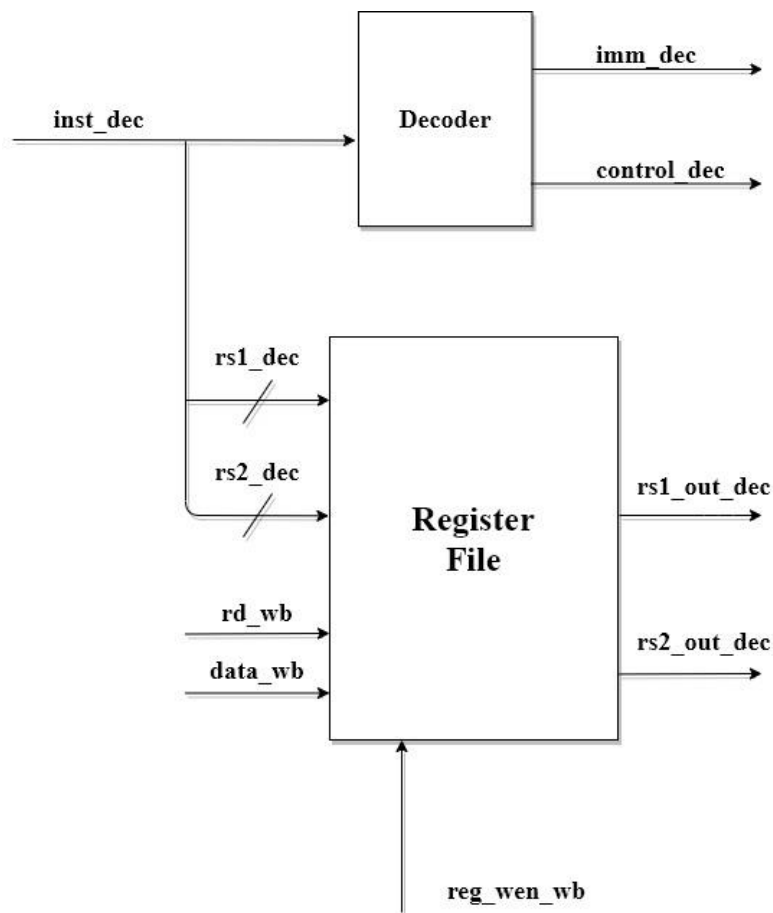 imm_dec
inst_dec
Decoder
control_dec
rs1_dec
rs2_dec
rs1_out_dec
Register
File
rd_wb
rs2_out_dec
data_wb
reg_wen_wb